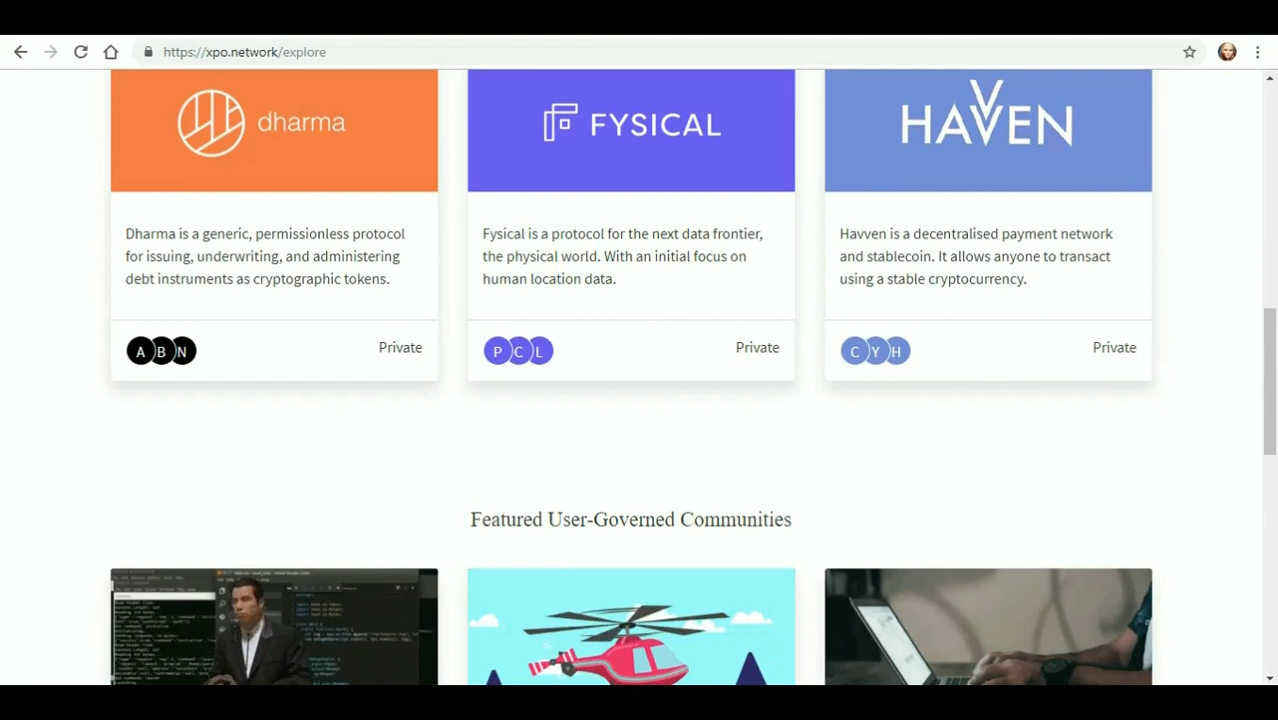 https://xpo.network/explore
dharma
FYSICAL
HAVVEN
Dharma is a generic, permissionless protocol
for issuing, underwriting, and administering
debt instruments as cryptographic tokens.
Fysical is a protocol for the next data frontier,
the physical world. With an initial focus on
human location data.
Havven is a decentralised payment network
and stablecoin. It allows anyone to transact
using a stable cryptocurrency.
A B N
Private
P C L
Private
C Y H
Private
Featured User-Governed Communities